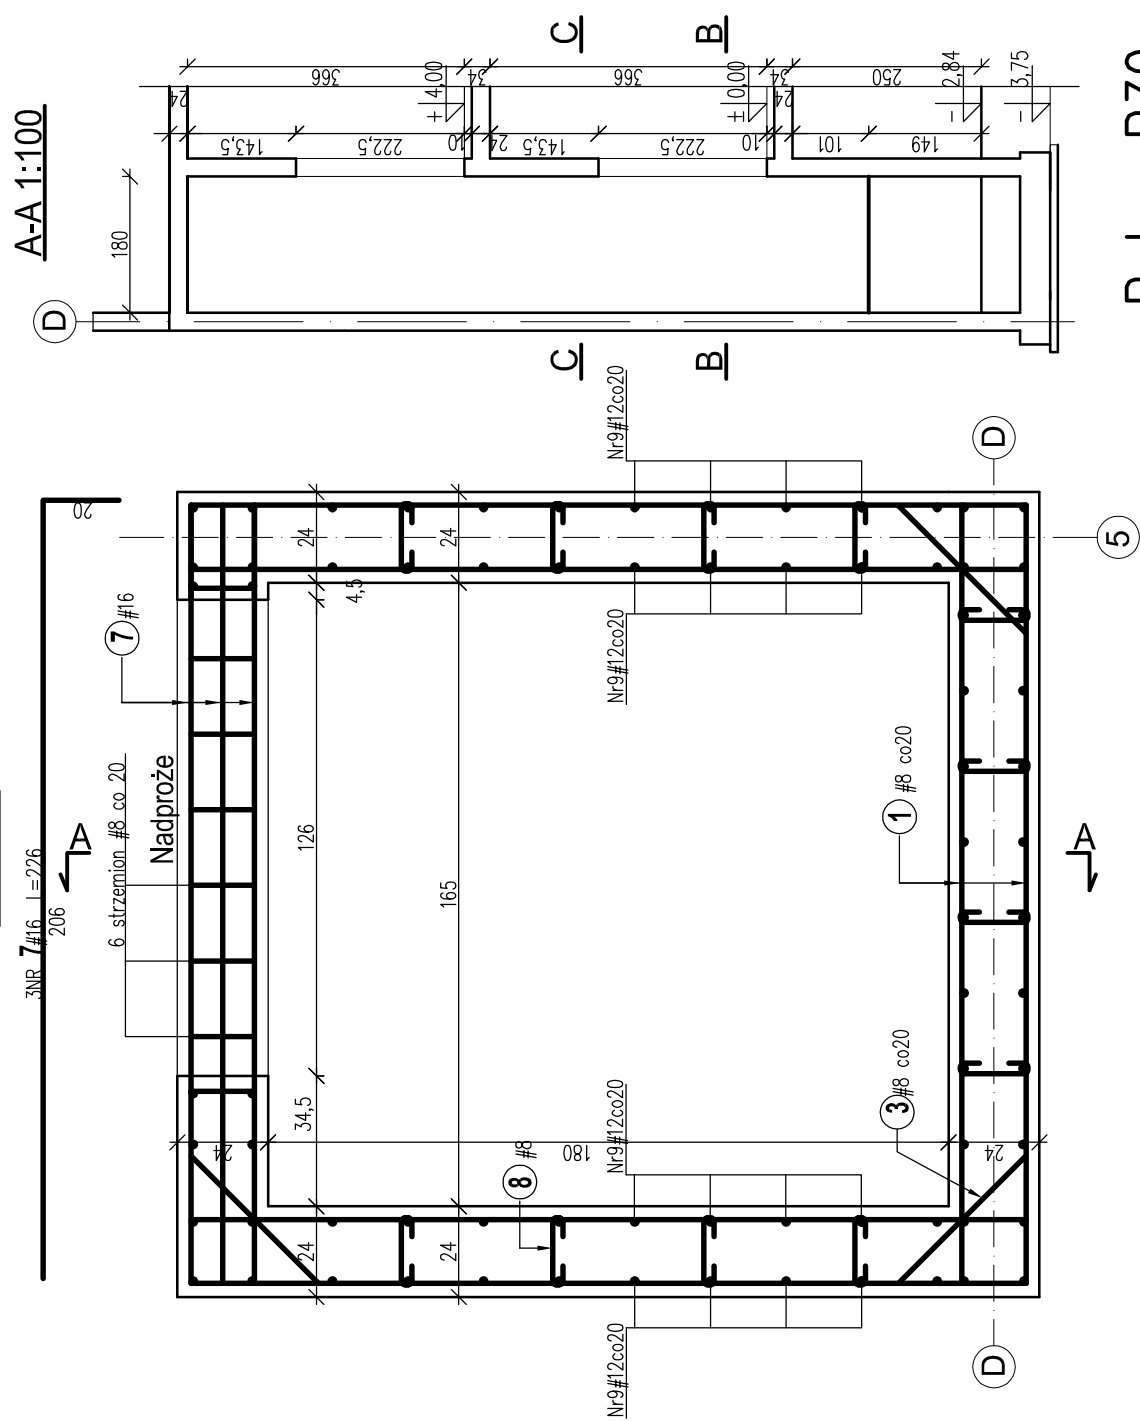 A-A 1:100
D
180
24
366
34
366
34
250
24
143,5
222,5
10
24
143,5
222,5
10
24
101
149
± 4,00
± 0,00
- 2,84
- 3,75
C
B
C
B
3NR 7#16 l=226
206
20
6 strzemion #8 co 20
A
Nadproże
7 #16
24
24
4,5
126
165
34,5
24
180
24
24
24
Nr9#12co20
Nr9#12co20
Nr9#12co20
Nr9#12co20
8 #8
1 #8 co20
3 #8 co20
A
D
D
5